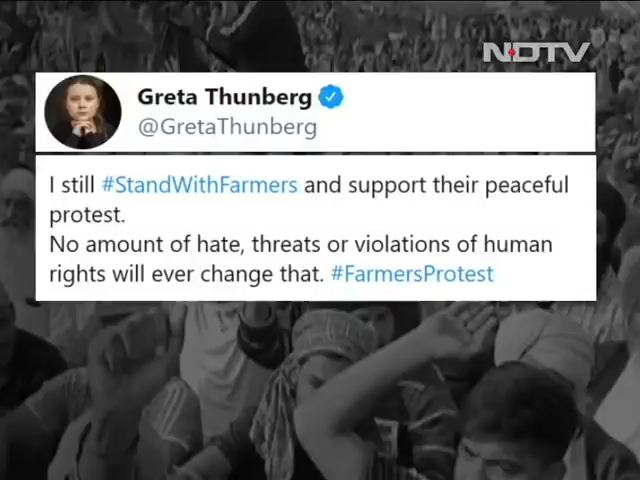 NDTV
Greta Thunberg
@GretaThunberg
I still #StandWithFarmers and support their peaceful
protest.
No amount of hate, threats or violations of human
rights will ever change that. #FarmersProtest